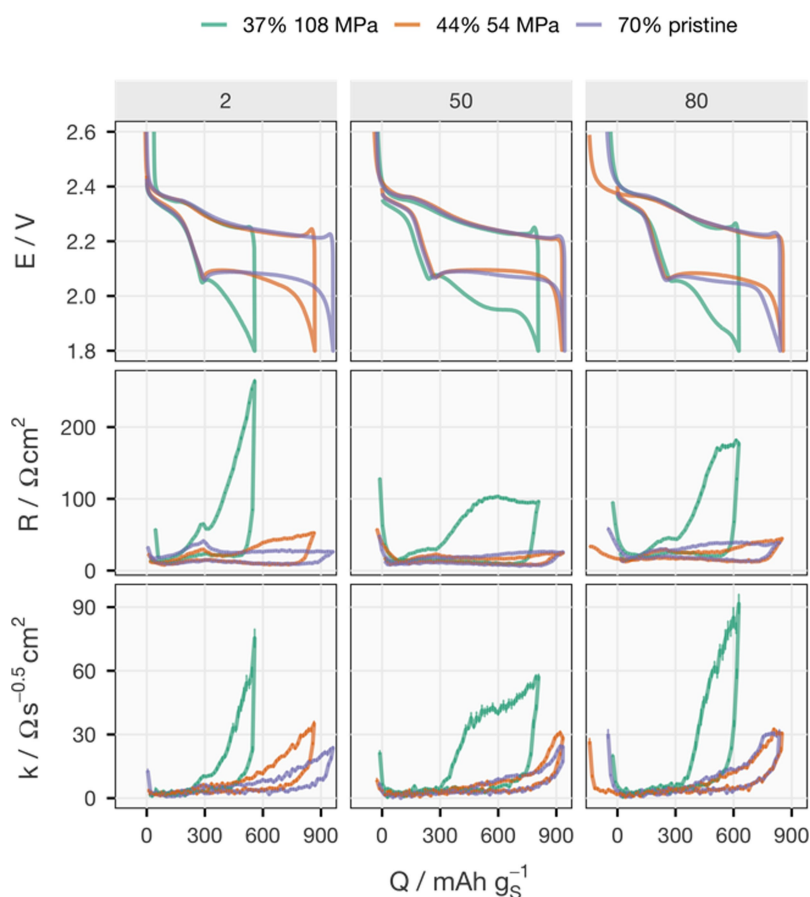 37% 108 MPa 44% 54 MPa 70% pristine
2 50 80
2.6
2.4
2.2
2.0
1.8
E / V
200
100
0
R / Ωcm²
90
60
30
0
k / Ωs⁻⁰·⁵cm²
0 300 600 900 0 300 600 900 0 300 600 900
Q / mAh g_S⁻¹